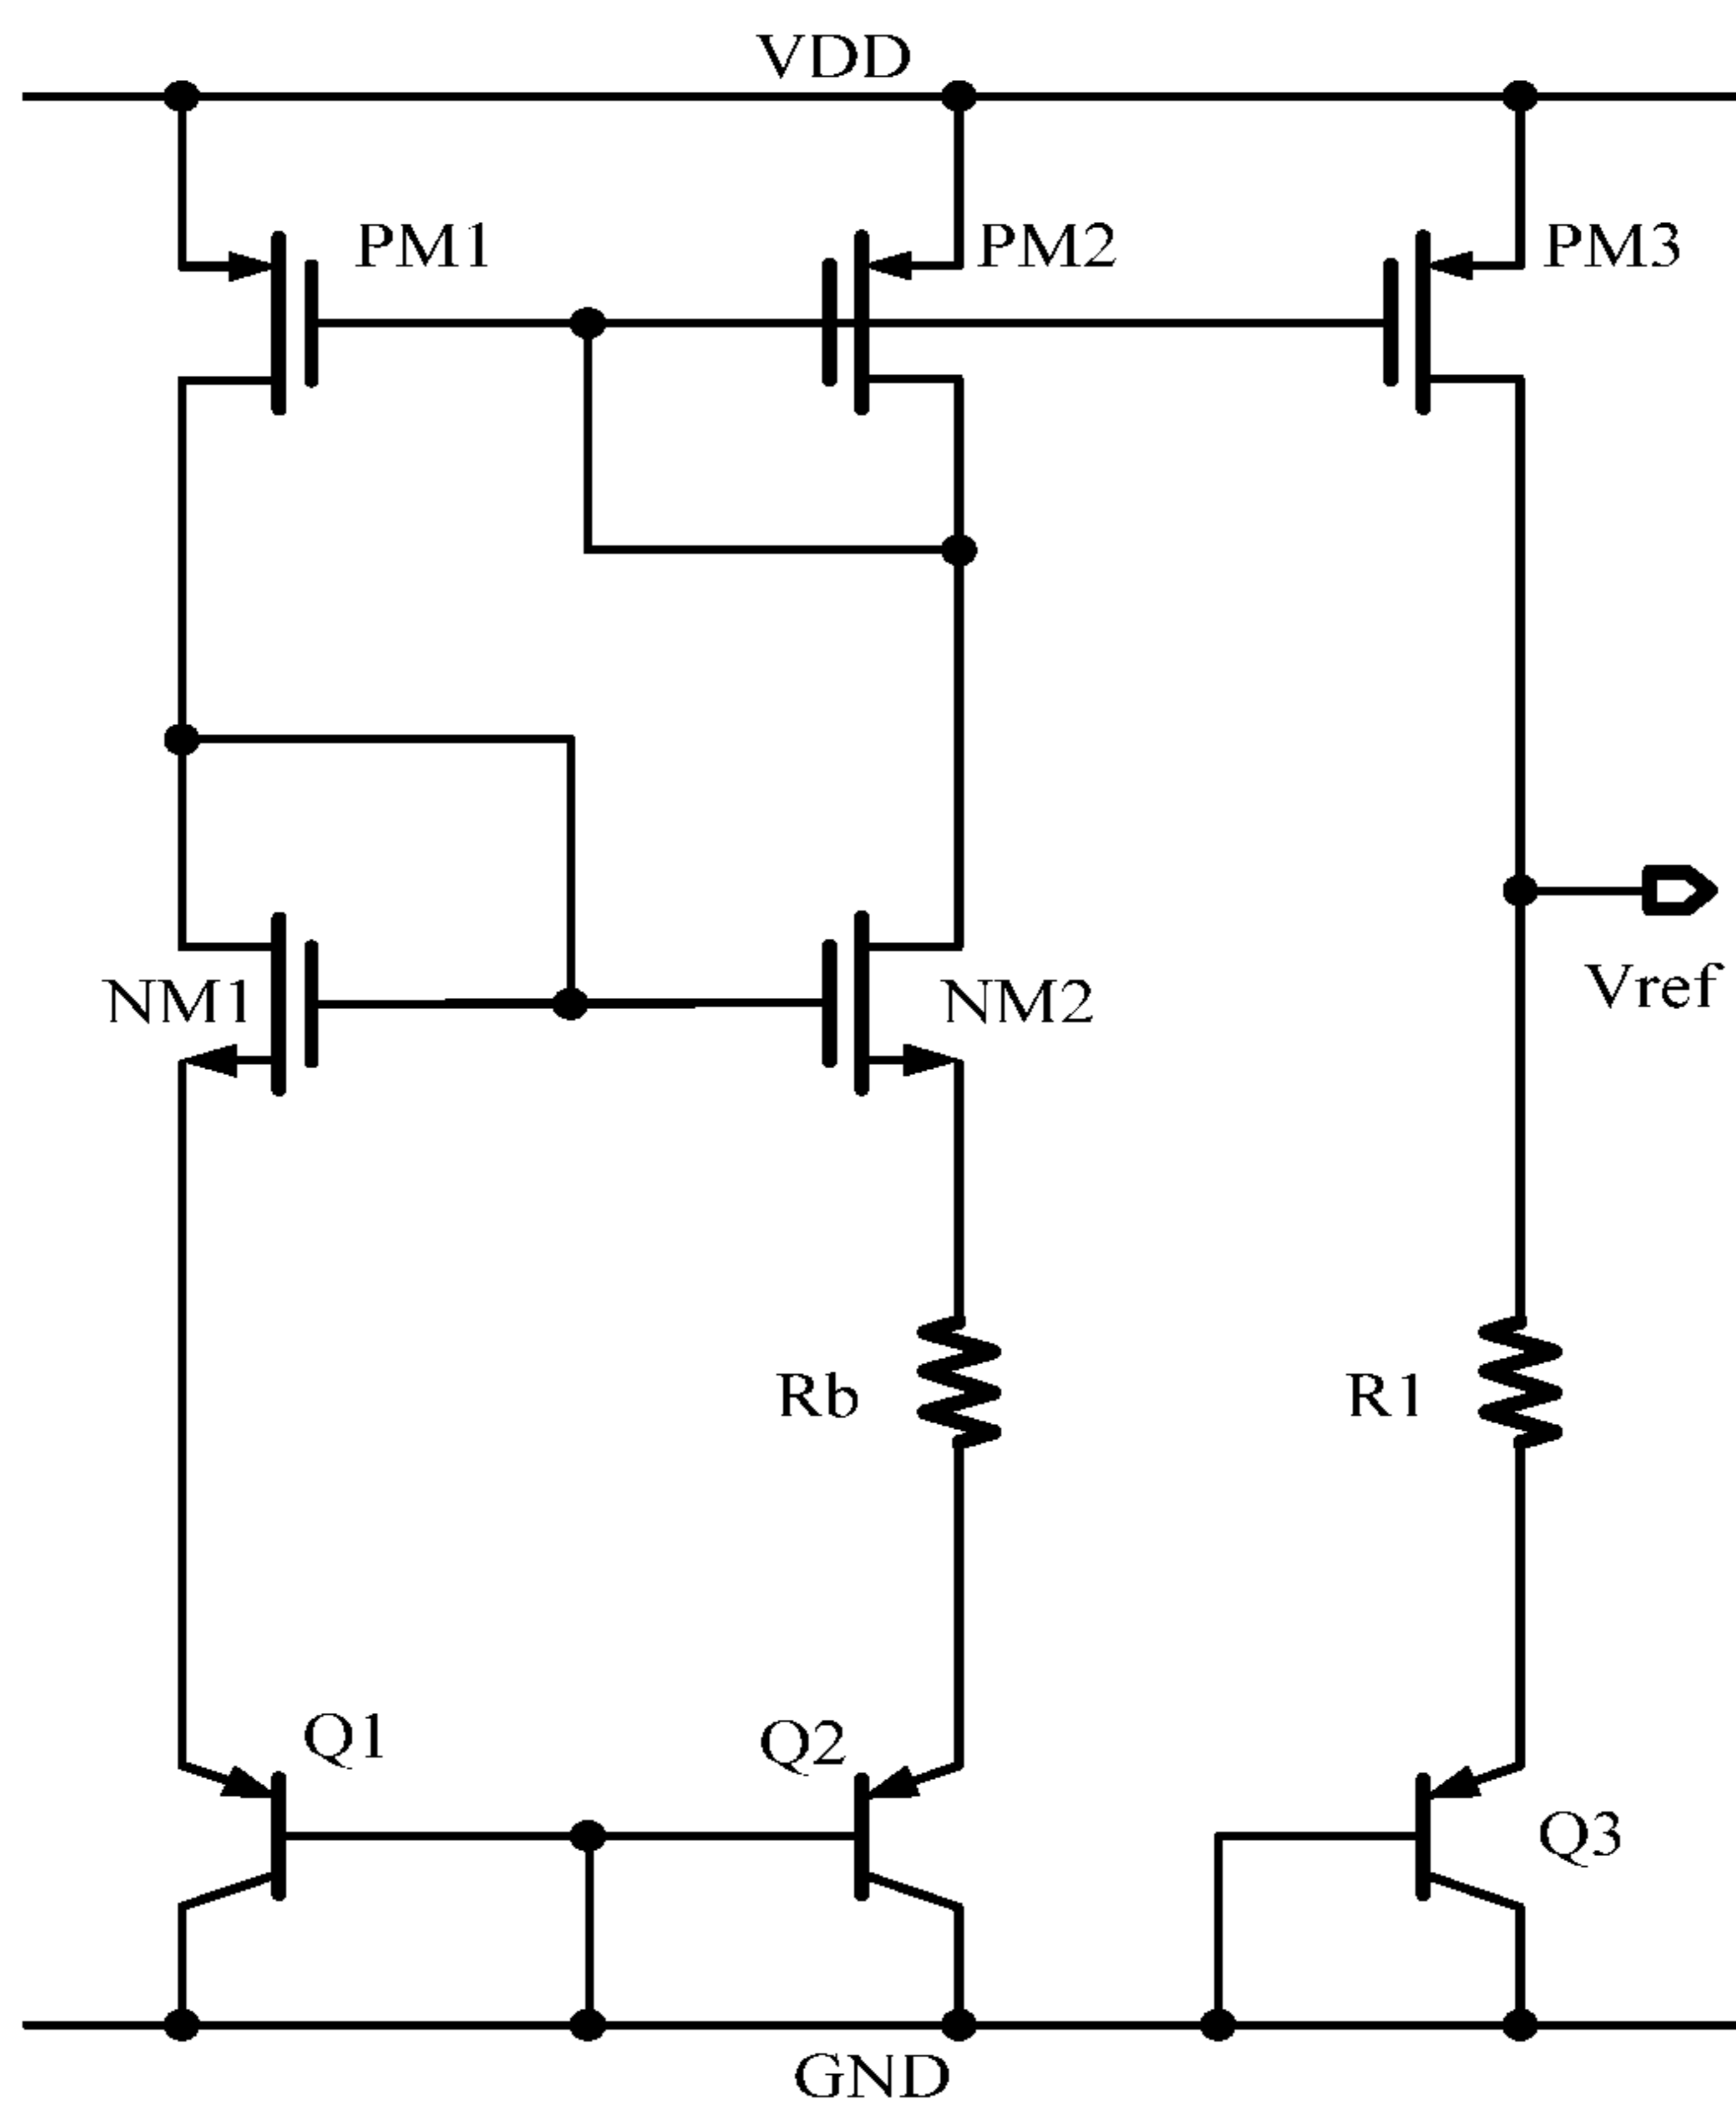 VDD
PM1
PM2
PM3
NM1
NM2
Vref
Rb
R1
Q1
Q2
Q3
GND